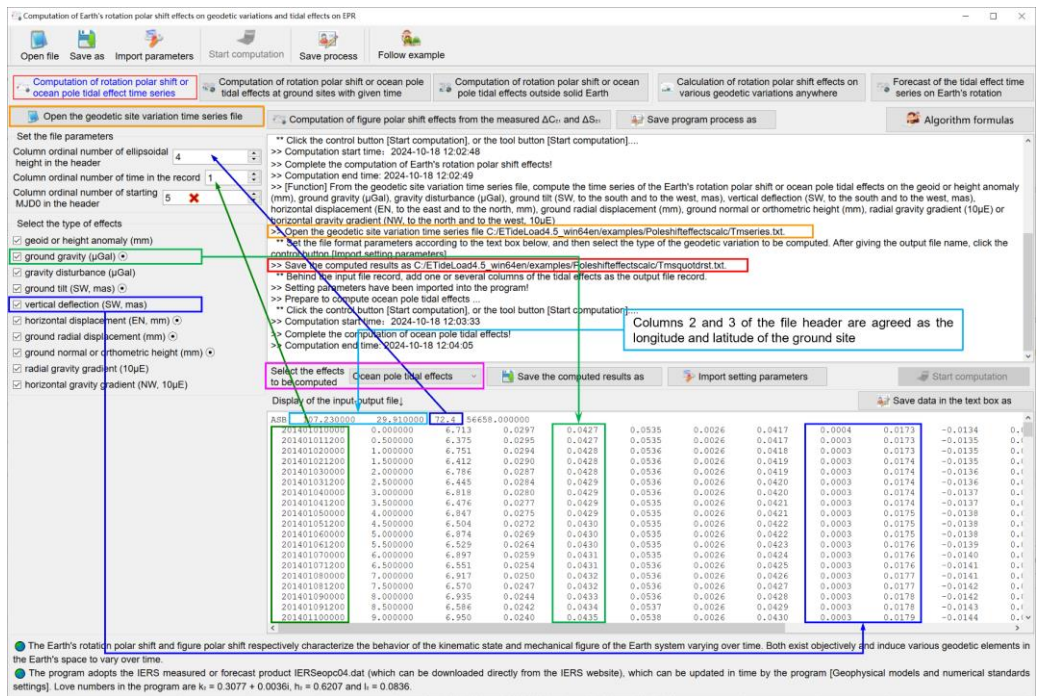 Computation of Earth's rotation polar shift effects on geodetic variations and tidal effects on EPR
Open file Save as Import parameters Start computation Save process Follow example
Computation of rotation polar shift or ocean pole tidal effect time series
Computation of rotation polar shift or ocean pole tidal effects at ground sites with given time
Computation of rotation polar shift or ocean pole tidal effects outside solid Earth
Calculation of rotation polar shift effects on various geodetic variations anywhere
Forecast of the tidal effect time series on Earth's rotation
Open the geodetic site variation time series file
Computation of figure polar shift effects from the measured
Save program process as
Algorithm formulas
Set the file parameters
Column ordinal number of ellipsoidal height in the header 4
Column ordinal number of time in the record 1
Column ordinal number of starting MJD0 in the header 5
Select the type of effects
geoid or height anomaly (mm)
ground gravity (μGal)
gravity disturbance (μGal)
ground tilt (SW, mas)
vertical deflection (SW, mas)
horizontal displacement (EN, mm)
ground radial displacement (mm)
ground normal or orthometric height (mm)
radial gravity gradient (10μE)
horizontal gravity gradient (NW, 10μE)
** Click the control button [Start computation], or the tool button [Start computation]....
>> Computation start time: 2024-10-18 12:02:48
>> Complete the computation of Earth's rotation polar shift effects!
>> Computation end time: 2024-10-18 12:02:49
>> [Function] From the geodetic site variation time series file, compute the time series of the Earth's rotation polar shift or ocean pole tidal effects on the geoid or height anomaly
(mm), ground gravity (μGal), gravity disturbance (μGal), ground tilt (SW, to the south and to the west, mas), vertical deflection (SW, to the south and to the west, mas),
horizontal displacement (EN, to the east and to the north, mm), ground radial displacement (mm), ground normal or orthometric height (mm), radial gravity gradient (10μE) or
horizontal gravity gradient (NW, to the north and to the west, 10μE)
>> Open the geodetic site variation time series file C:/ETideLoad4.5_win64en/examples/Poleshifteffectscalc/Tmseries.txt.
** Set the file format parameters according to the text box below, and then select the type of the geodetic variation to be computed. After giving the output file name, click the
control button [Import setting parameters]
>> Save the computed results as C:/ETideLoad4.5_win64en/examples/Poleshifteffectscalc/Tmsquotdrst.txt.
** Behind the input file record, add one or several columns of the tidal effects as the output file record.
>> Setting parameters have been imported into the program!
>> Prepare to compute ocean pole tidal effects ...
** Click the control button [Start computation], or the tool button [Start computation]....
>> Computation start time: 2024-10-18 12:03:33
>> Complete the computation of ocean pole tidal effects!
>> Computation end time: 2024-10-18 12:04:05
Columns 2 and 3 of the file header are agreed as the
longitude and latitude of the ground site
Select the effects to be computed Ocean pole tidal effects
Save the computed results as
Import setting parameters
Start computation
Display of the input-output file↓
Save data in the text box as
ASB 107.230000 29.910000 72.4 56658.000000
201401010000 0.000000 6.713 0.0297 0.0427 0.0535 0.0026 0.0417 0.0004 0.0173 -0.0134
201401011200 0.500000 6.375 0.0295 0.0427 0.0535 0.0026 0.0417 0.0003 0.0173 -0.0135
201401020000 1.000000 6.751 0.0294 0.0428 0.0536 0.0026 0.0418 0.0003 0.0173 -0.0135
201401021200 1.500000 6.412 0.0290 0.0428 0.0536 0.0026 0.0419 0.0003 0.0174 -0.0135
201401030000 2.000000 6.786 0.0287 0.0428 0.0536 0.0026 0.0419 0.0003 0.0174 -0.0136
201401031200 2.500000 6.445 0.0284 0.0429 0.0536 0.0026 0.0420 0.0003 0.0174 -0.0136
201401040000 3.000000 6.818 0.0280 0.0429 0.0536 0.0026 0.0420 0.0003 0.0174 -0.0137
201401041200 3.500000 6.476 0.0277 0.0429 0.0535 0.0026 0.0421 0.0003 0.0174 -0.0137
201401050000 4.000000 6.847 0.0275 0.0429 0.0535 0.0026 0.0421 0.0003 0.0175 -0.0138
201401051200 4.500000 6.504 0.0272 0.0430 0.0535 0.0026 0.0422 0.0003 0.0175 -0.0138
201401060000 5.000000 6.874 0.0269 0.0430 0.0535 0.0026 0.0422 0.0003 0.0175 -0.0138
201401061200 5.500000 6.529 0.0264 0.0430 0.0535 0.0026 0.0423 0.0003 0.0176 -0.0139
201401070000 6.000000 6.897 0.0259 0.0431 0.0535 0.0026 0.0424 0.0003 0.0176 -0.0140
201401071200 6.500000 6.551 0.0254 0.0431 0.0536 0.0026 0.0425 0.0003 0.0176 -0.0141
201401080000 7.000000 6.917 0.0250 0.0432 0.0536 0.0026 0.0426 0.0003 0.0177 -0.0141
201401081200 7.500000 6.570 0.0247 0.0432 0.0536 0.0026 0.0427 0.0003 0.0177 -0.0142
201401090000 8.000000 6.935 0.0244 0.0433 0.0536 0.0026 0.0428 0.0003 0.0178 -0.0142
201401091200 8.500000 6.586 0.0242 0.0434 0.0537 0.0026 0.0429 0.0003 0.0178 -0.0143
201401100000 9.000000 6.950 0.0240 0.0435 0.0538 0.0026 0.0430 0.0003 0.0179 -0.0144
The Earth's rotation polar shift and figure polar shift respectively characterize the behavior of the kinematic state and mechanical figure of the Earth system varying over time. Both exist objectively and induce various geodetic elements in
the Earth's space to vary over time.
The program adopts the IERS measured or forecast product IERSeopc04.dat (which can be downloaded directly from the IERS website), which can be updated in time by the program [Geophysical models and numerical standards
settings]. Love numbers in the program are k₂ = 0.3077 + 0.0036i, h₂ = 0.6207 and l₂ = 0.0836.